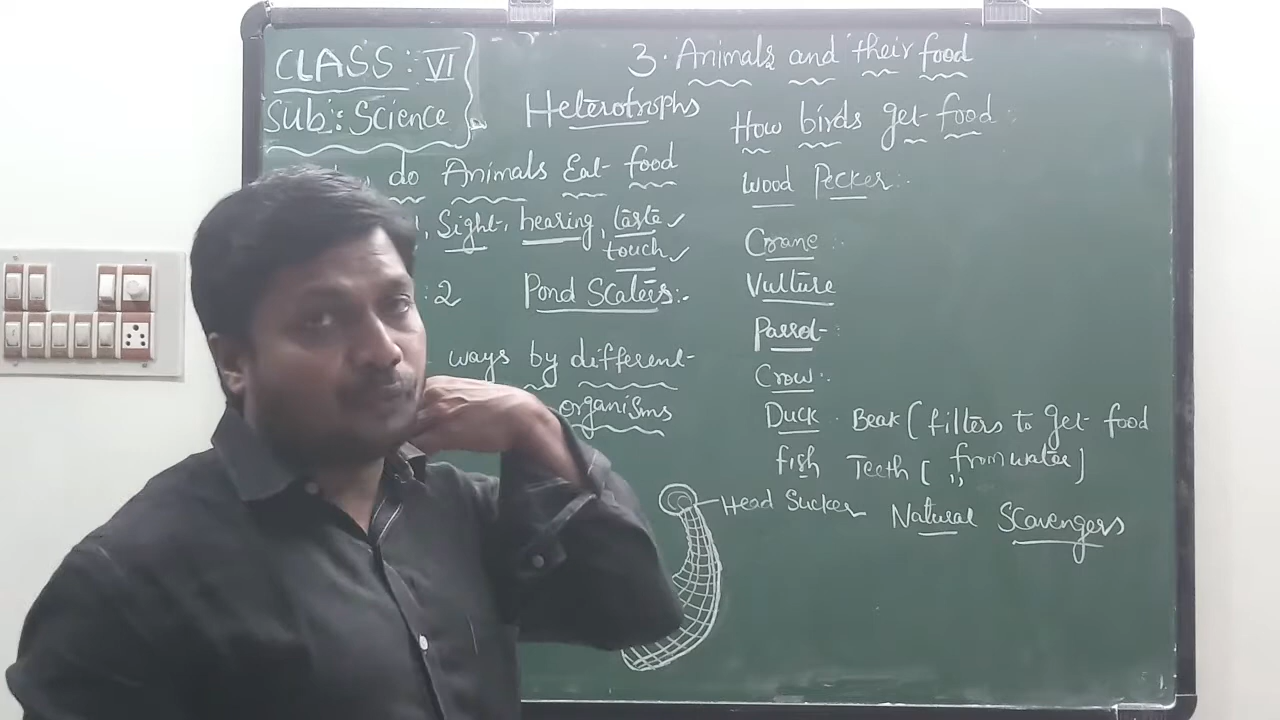 CLASS : VI
Sub : Science
3. Animals and their food
Heterotrophs
do Animals Eat food
Sight, hearing, taste ✓
touch ✓
: 2 Pond Scaters :-
ways by different
organisms
How birds get food :
Wood Pecker :
Crane :
Vulture
Parrot :
Crow :
Duck . Beak ( filters to get food
fish Teeth ( ,, from water )
Head Sucker
Natural Scavengers